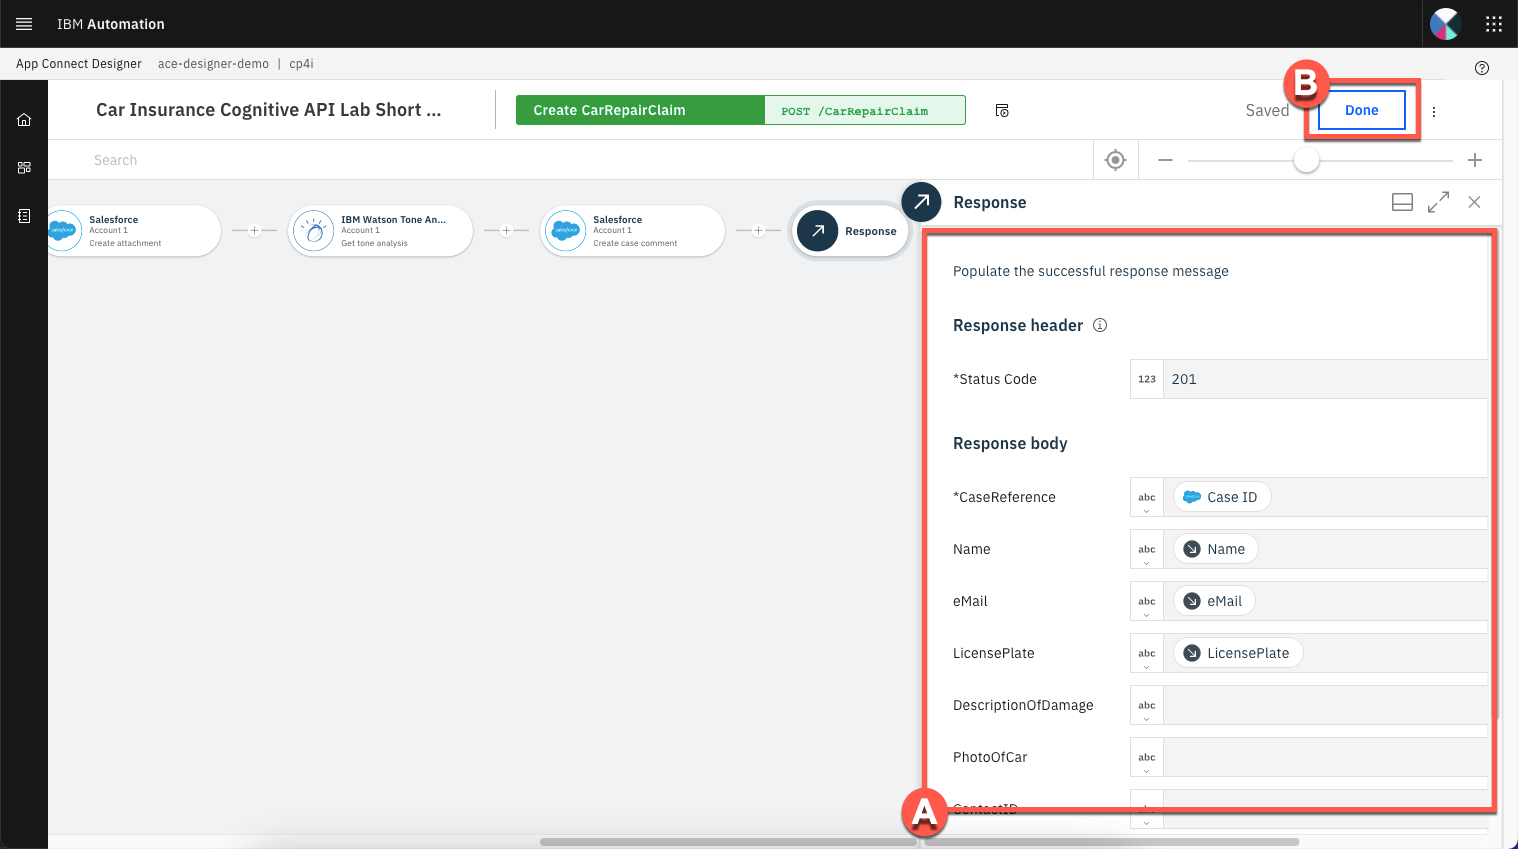 IBM Automation
App Connect Designer ace-designer-demo | cp4i
Car Insurance Cognitive API Lab Short ...
Create CarRepairClaim
POST /CarRepairClaim
Saved
B
Done
Search
Salesforce
Account 1
Create attachment
IBM Watson Tone An...
Account 1
Get tone analysis
Salesforce
Account 1
Create case comment
Response
Response
Populate the successful response message
Response header
*Status Code 123 201
Response body
*CaseReference abc Case ID
Name abc Name
eMail abc eMail
LicensePlate abc LicensePlate
DescriptionOfDamage abc
PhotoOfCar abc
ContactID abc
A